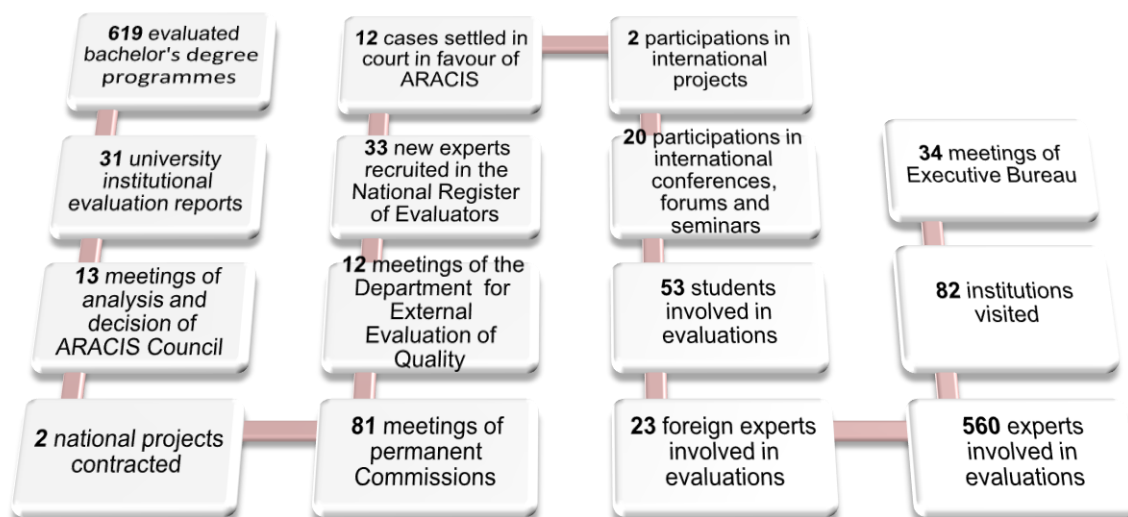 619 evaluated
bachelor's degree
programmes
31 university
institutional
evaluation reports
13 meetings of
analysis and
decision of
ARACIS Council
2 national projects
contracted
81 meetings of
permanent
Commissions
12 meetings of the
Department for
External
Evaluation of
Quality
33 new experts
recruited in the
National Register
of Evaluators
12 cases settled in
court in favour of
ARACIS
2 participations in
international
projects
20 participations in
international
conferences,
forums and
seminars
53 students
involved in
evaluations
23 foreign experts
involved in
evaluations
560 experts
involved in
evaluations
82 institutions
visited
34 meetings of
Executive Bureau